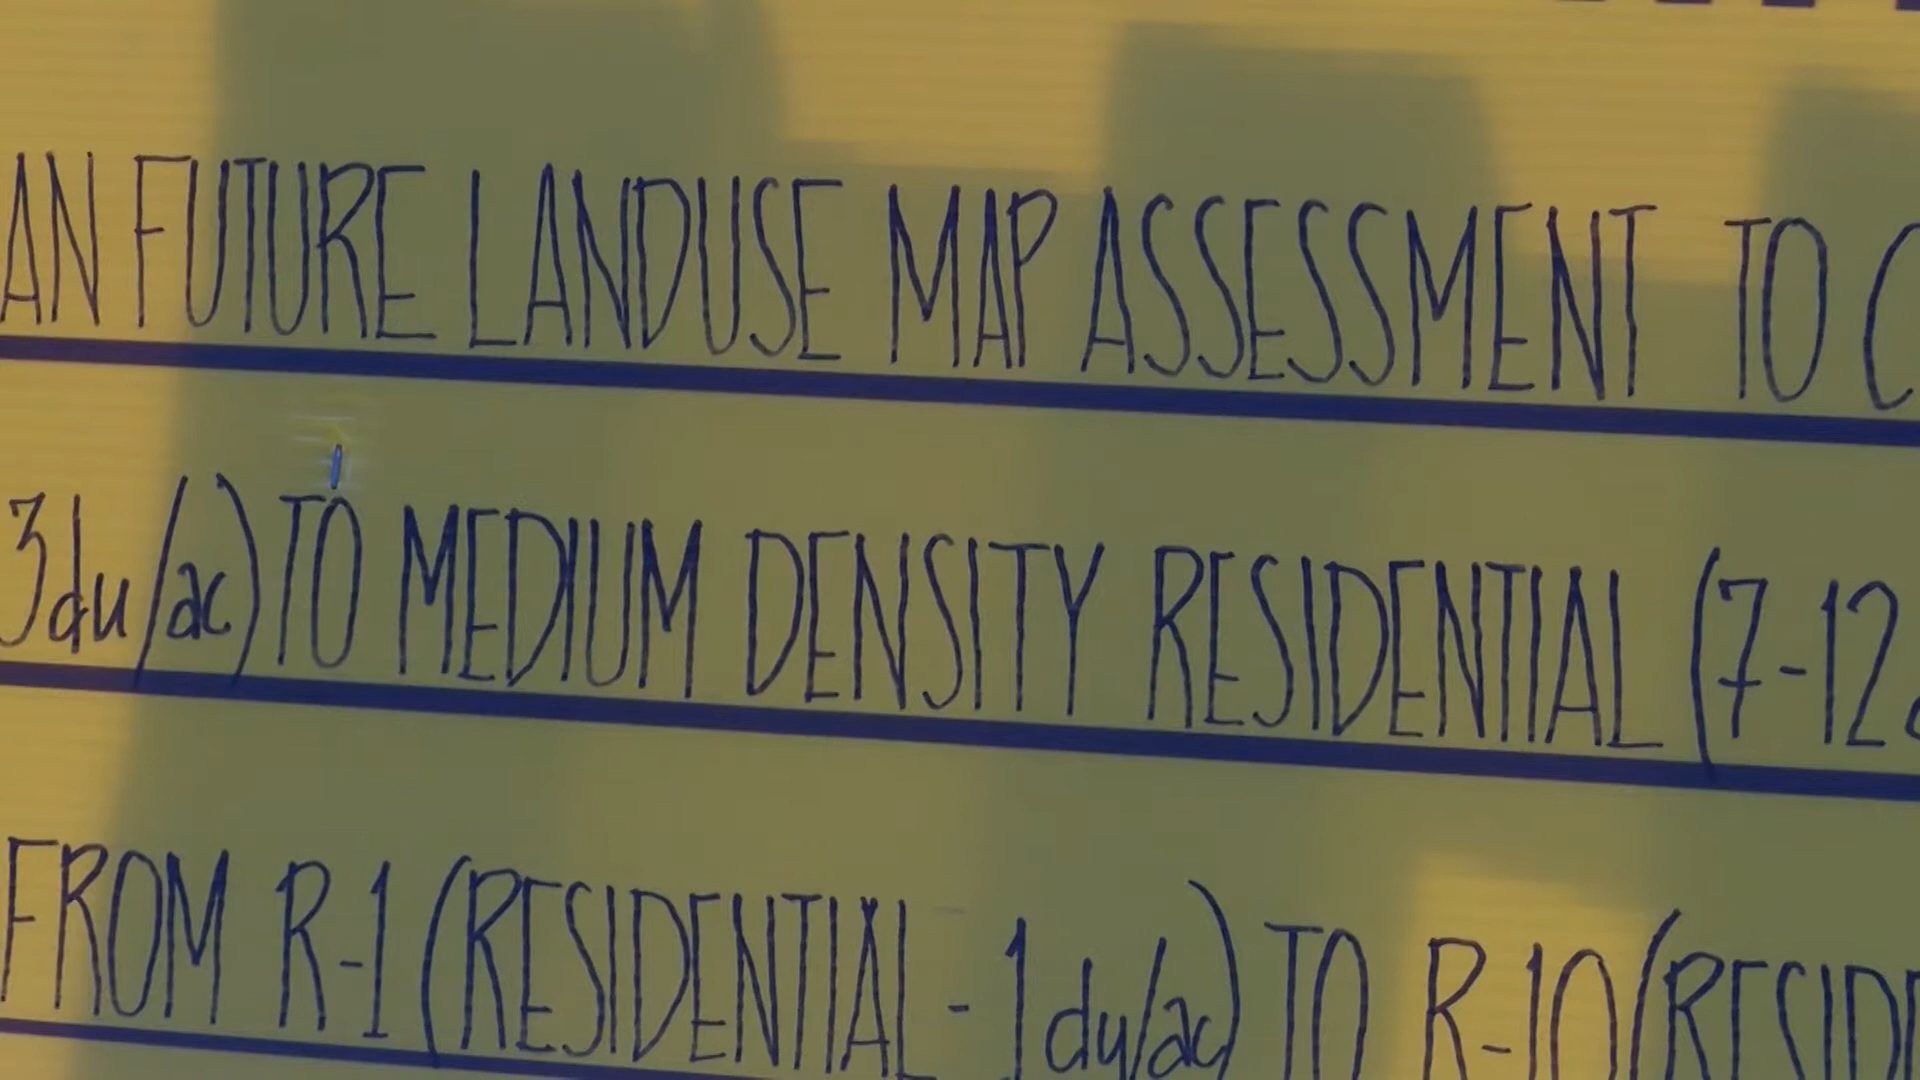 AN FUTURE LANDUSE MAP ASSESSMENT TO C
3du/ac) TO MEDIUM DENSITY RESIDENTIAL (7-12
FROM R-1 (RESIDENTIAL - 1du/ac) TO R-10 (RESID